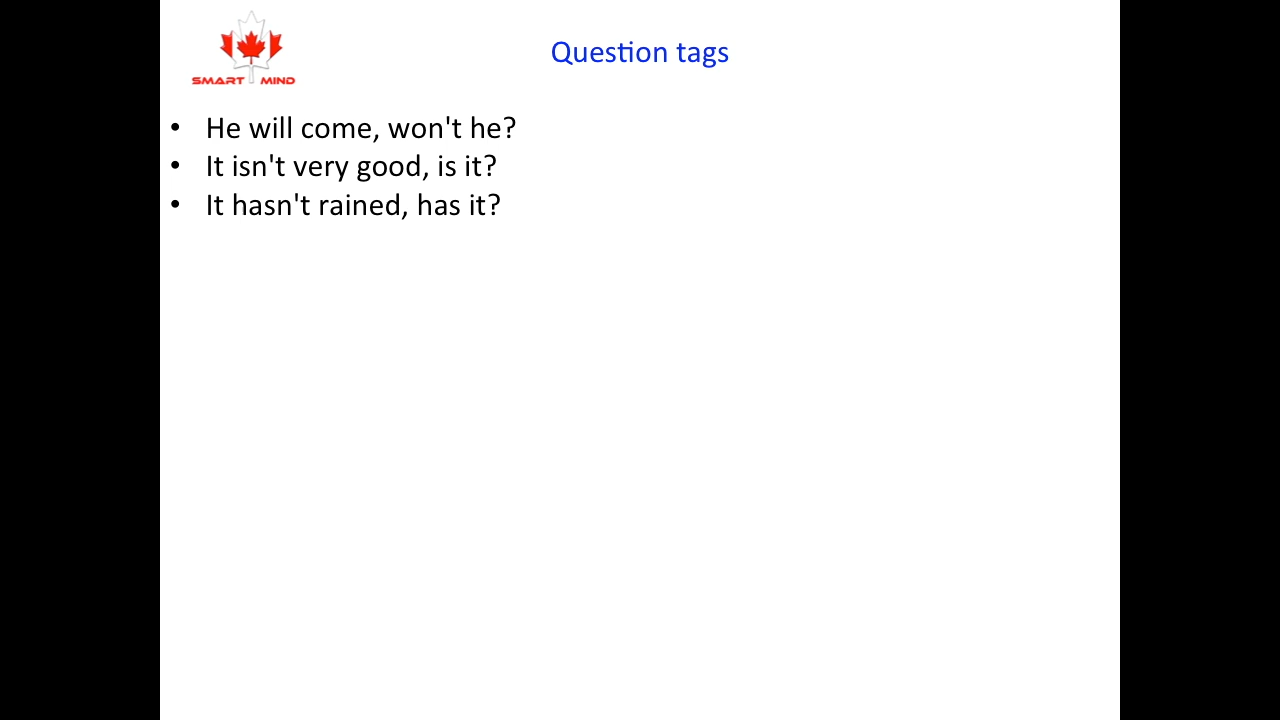 SMART MIND
Question tags
• He will come, won't he?
• It isn't very good, is it?
• It hasn't rained, has it?